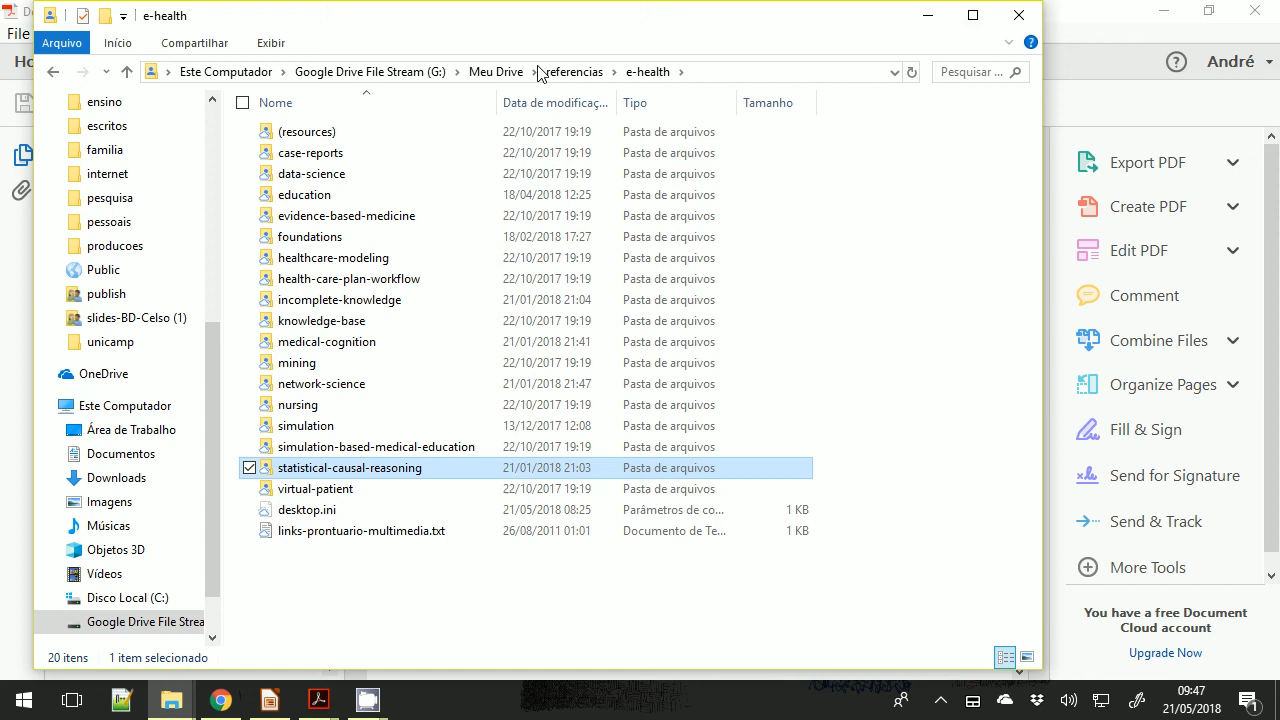 e-health
Arquivo Início Compartilhar Exibir
File
Este Computador Google Drive File Stream (G:) Meu Drive referencias e-health
Pesquisar ...
André
Nome Data de modificaç... Tipo Tamanho
ensino
escritos
familia
internet
pesquisa
pessoais
producoes
Public
publish
slides-BD-Celso (1)
unicamp
OneDrive
Este Computador
Área de Trabalho
Documentos
Downloads
Imagens
Músicas
Objetos 3D
Vídeos
Disco Local (C:)
Google Drive File Strea
(resources) 22/10/2017 19:19 Pasta de arquivos
case-reports 22/10/2017 19:19 Pasta de arquivos
data-science 22/10/2017 19:19 Pasta de arquivos
education 18/04/2018 12:25 Pasta de arquivos
evidence-based-medicine 22/10/2017 19:19 Pasta de arquivos
foundations 18/02/2018 17:27 Pasta de arquivos
healthcare-modeling 22/10/2017 19:19 Pasta de arquivos
health-care-plan-workflow 22/10/2017 19:19 Pasta de arquivos
incomplete-knowledge 21/01/2018 21:04 Pasta de arquivos
knowledge-base 22/10/2017 19:19 Pasta de arquivos
medical-cognition 21/01/2018 21:41 Pasta de arquivos
mining 22/10/2017 19:19 Pasta de arquivos
network-science 21/01/2018 21:47 Pasta de arquivos
nursing 22/10/2017 19:19 Pasta de arquivos
simulation 13/12/2017 12:08 Pasta de arquivos
simulation-based-medical-education 22/10/2017 19:19 Pasta de arquivos
statistical-causal-reasoning 21/01/2018 21:03 Pasta de arquivos
virtual-patient 22/10/2017 19:19 Pasta de arquivos
desktop.ini 21/05/2018 08:25 Parâmetros de co... 1 KB
links-prontuario-multimedia.txt 26/08/2011 01:01 Documento de Te... 1 KB
20 itens 1 item selecionado
Export PDF
Create PDF
Edit PDF
Comment
Combine Files
Organize Pages
Fill & Sign
Send for Signature
Send & Track
More Tools
You have a free Document
Cloud account
Upgrade Now
09:47
21/05/2018
1